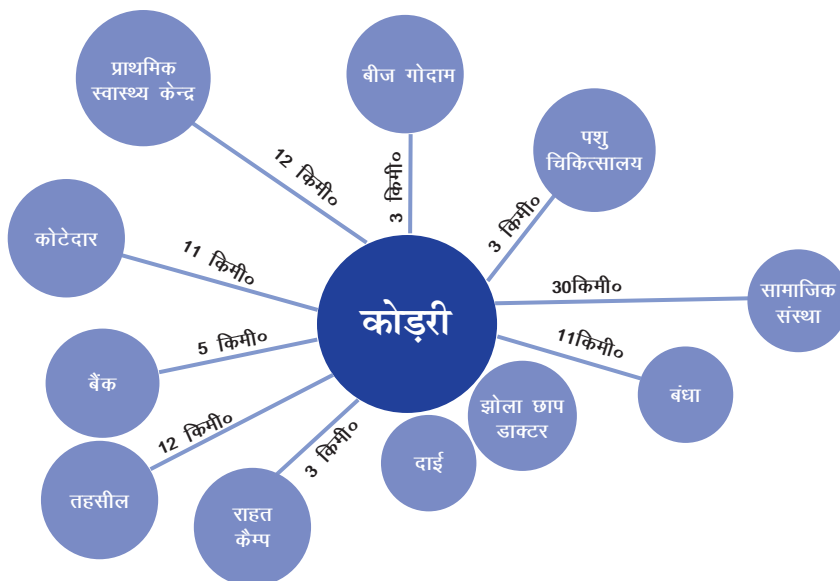 प्राथमिक
स्वास्थ्य केन्द्र
12 किमी०
बीज गोदाम
3 किमी०
पशु
चिकित्सालय
3 किमी०
कोटेदार
11 किमी०
30किमी०
सामाजिक
संस्था
कोड़री
5 किमी०
बैंक
11किमी०
बंधा
झोला छाप
डाक्टर
12 किमी०
तहसील
3 किमी०
राहत
कैम्प
दाई